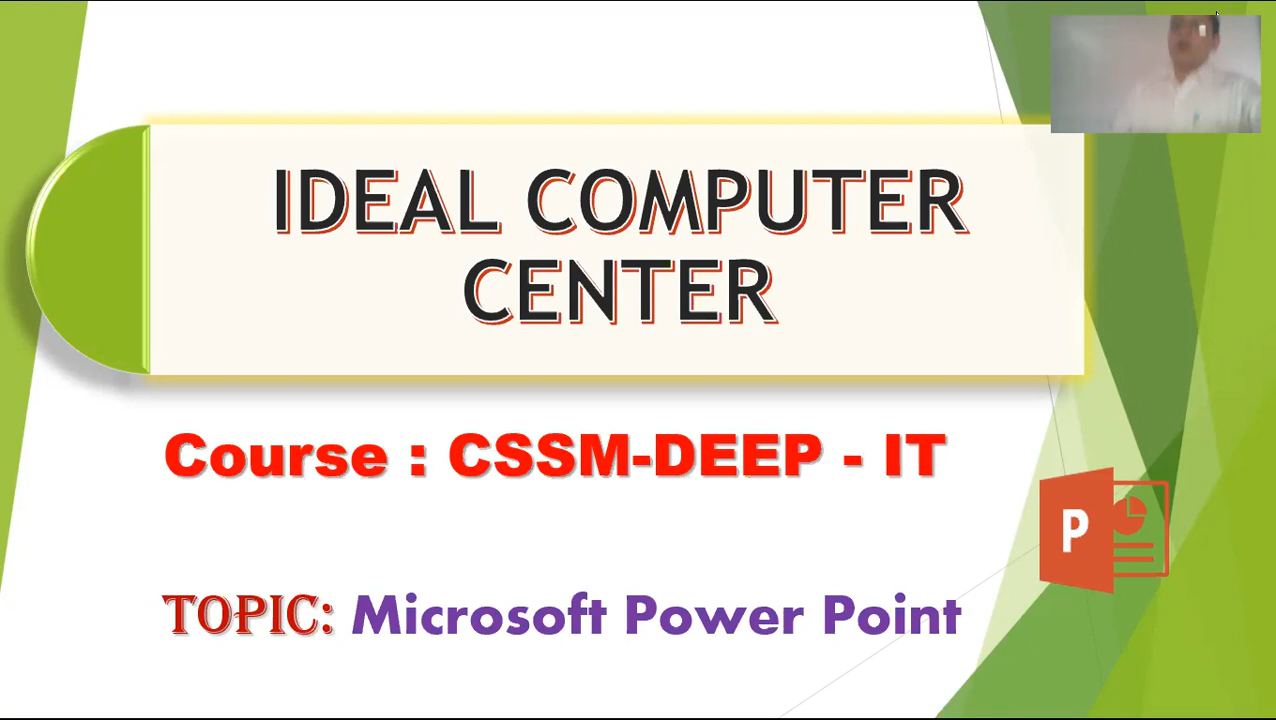 IDEAL COMPUTER
CENTER
Course : CSSM-DEEP - IT
P
TOPIC: Microsoft Power Point